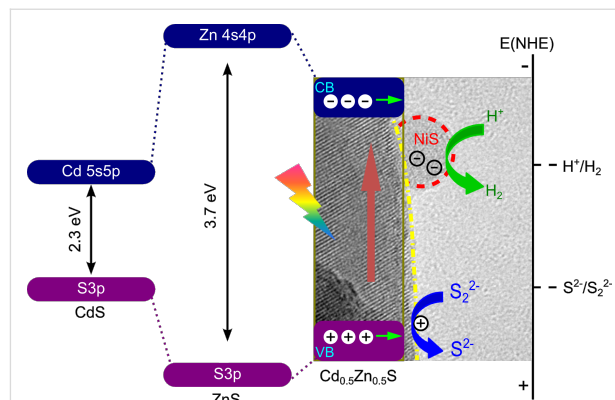 Zn 4s4p
E(NHE)
-
CB
H⁺
NiS
Cd 5s5p
H⁺/H₂
H₂
2.3 eV
3.7 eV
S3p
CdS
S₂²⁻
S²⁻/S₂²⁻
S²⁻
VB
S3p
Cd₀.₅Zn₀.₅S
+
ZnS